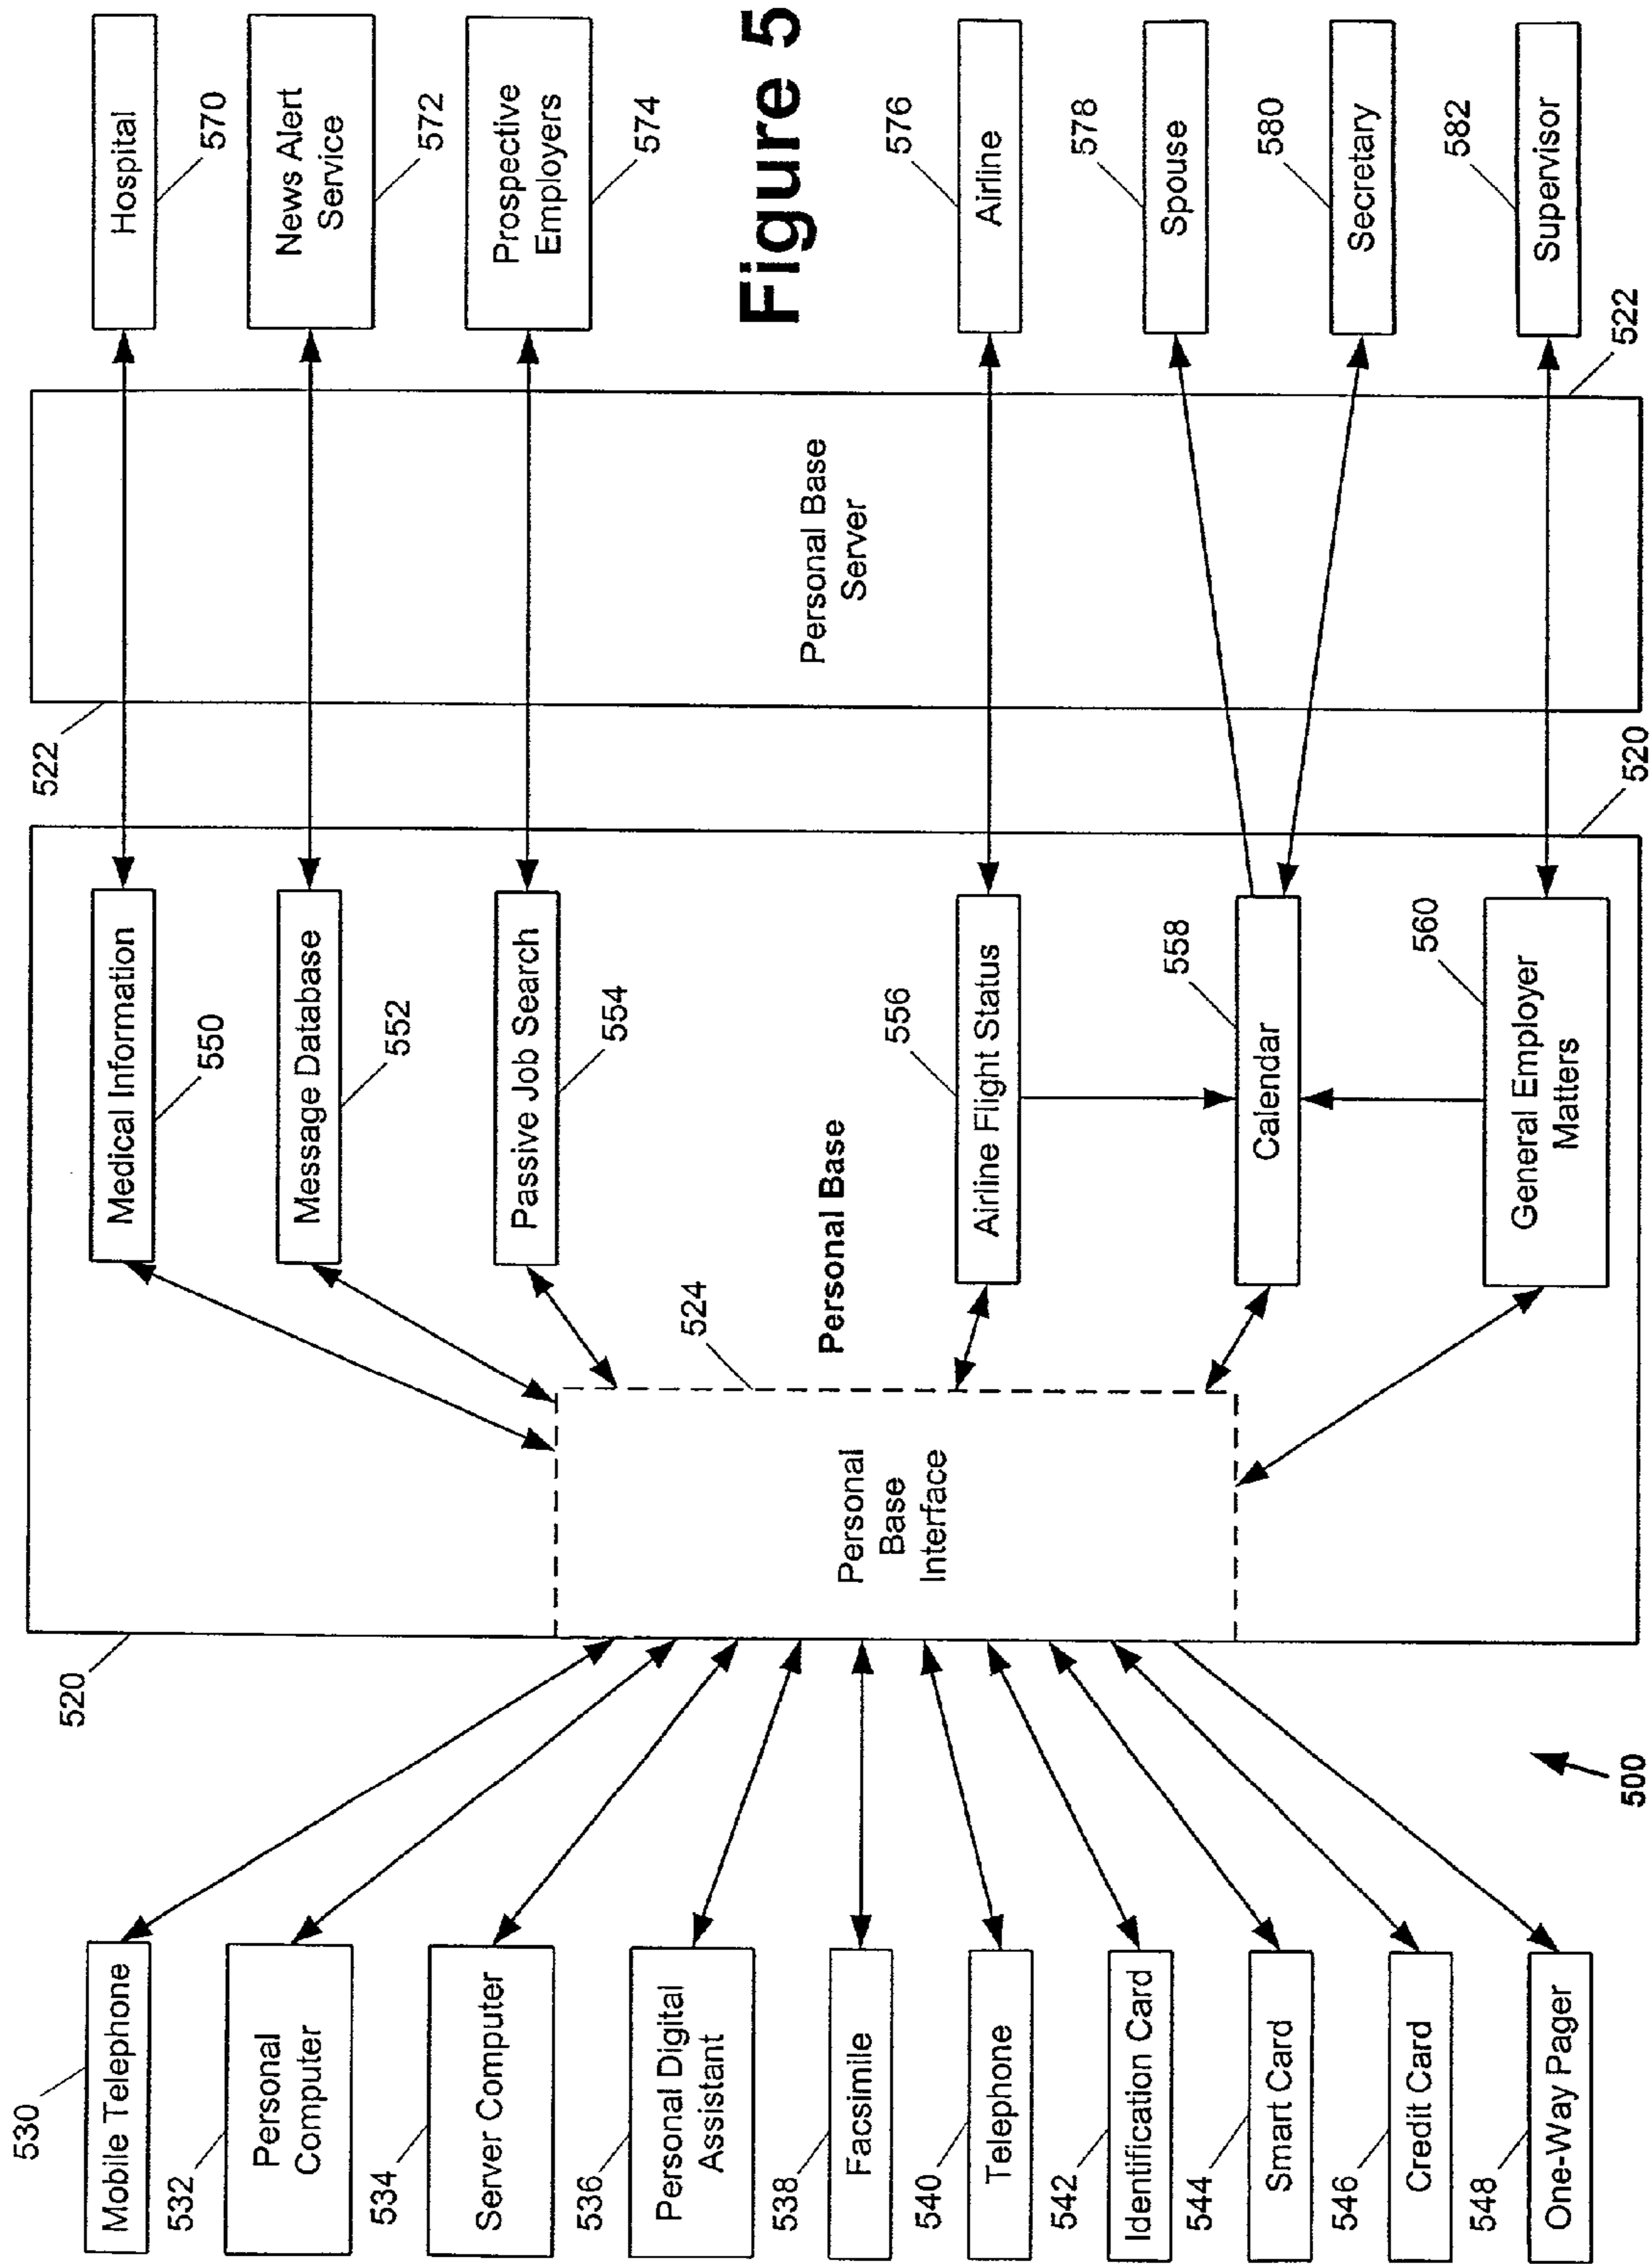 530
Mobile Telephone
532
Personal
Computer
534
Server Computer
536
Personal Digital
Assistant
538
Facsimile
540
Telephone
542
Identification Card
544
Smart Card
546
Credit Card
548
One-Way Pager
500
520
Personal
Base
Interface
524
Personal Base
Medical Information
550
Message Database
552
Passive Job Search
554
556
Airline Flight Status
558
Calendar
560
General Employer
Matters
520
522
Personal Base
Server
522
Hospital
570
News Alert
Service
572
Prospective
Employers
574
Figure 5
576
Airline
578
Spouse
580
Secretary
582
Supervisor